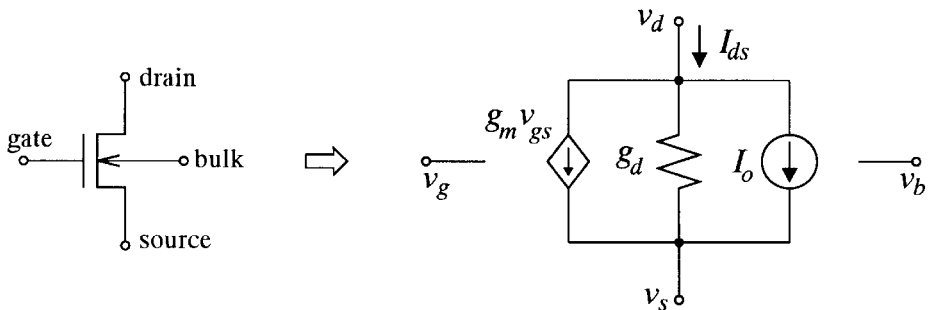 drain
gate
bulk
source
v_d
I_ds
g_m v_gs
g_d
I_o
v_g
v_b
v_s